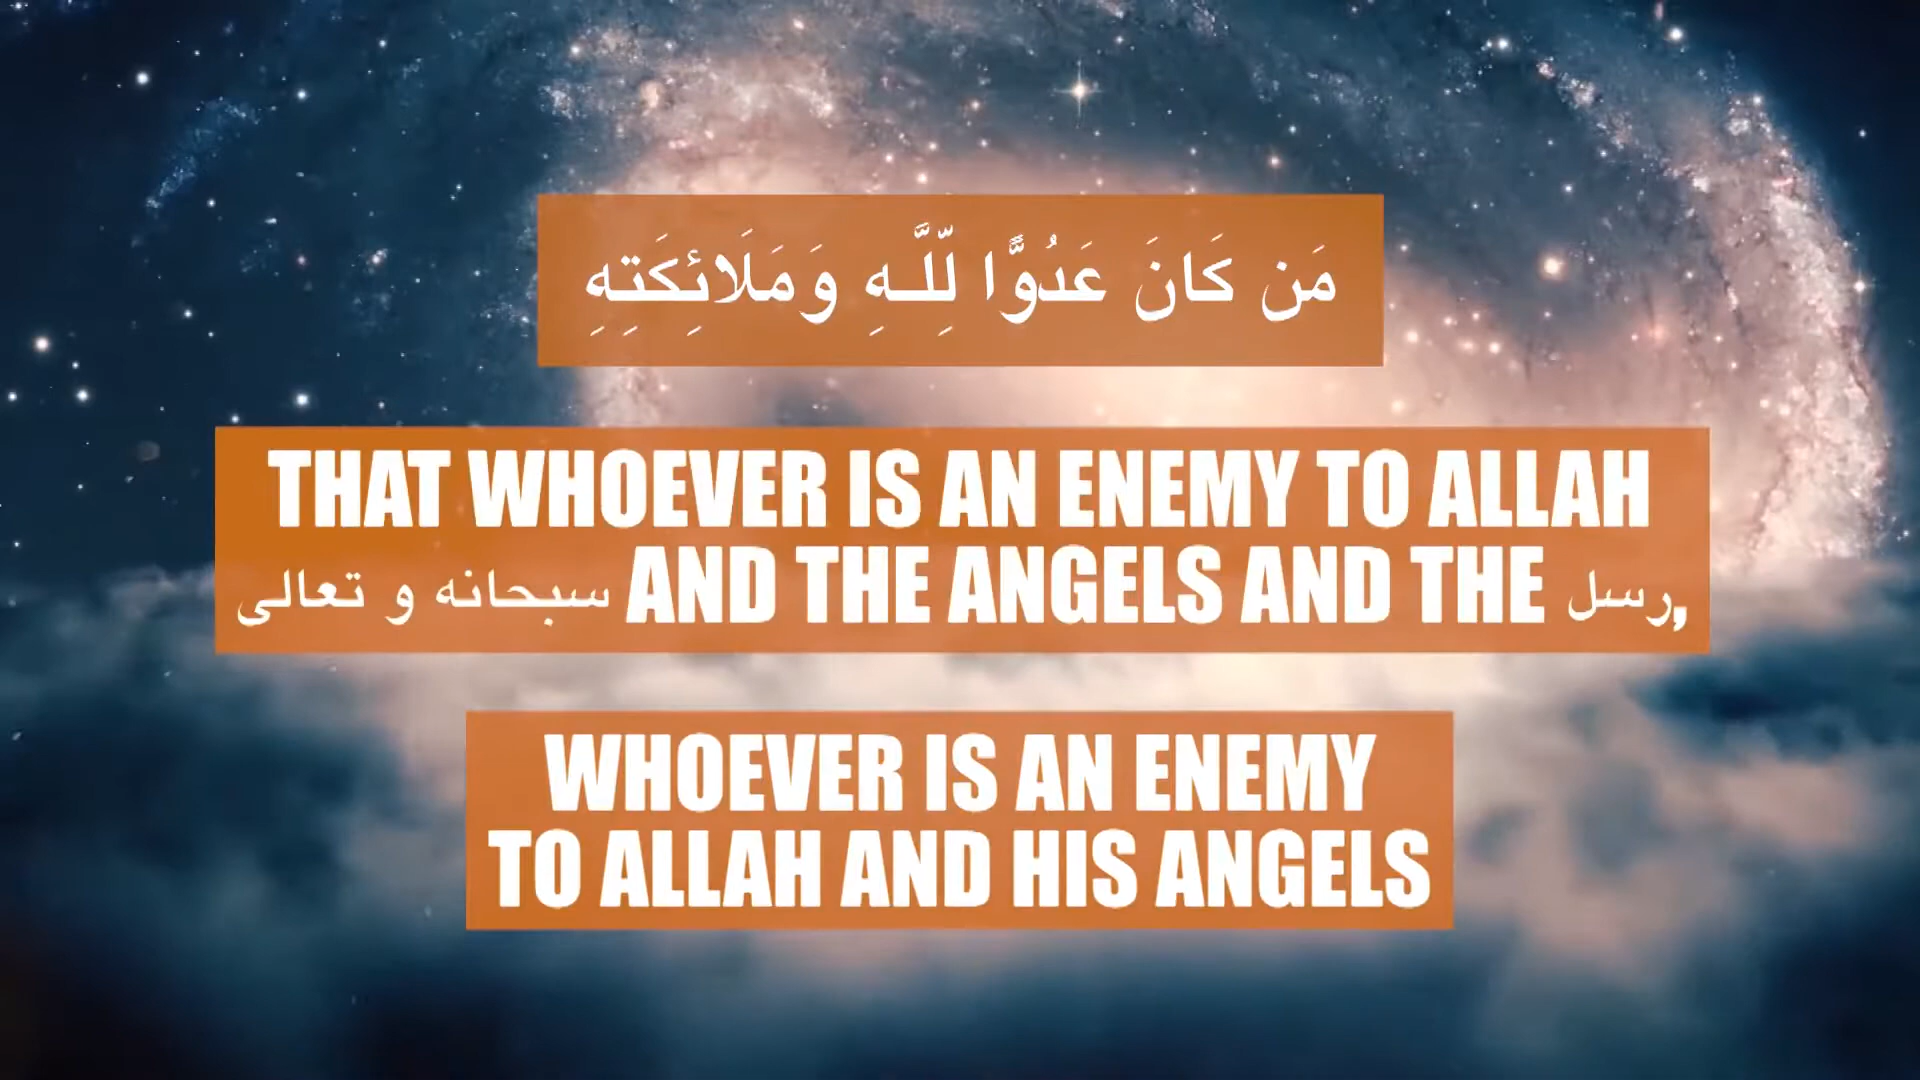 مَن كَانَ عَدُوًّا لِّلَّـهِ وَمَلَائِكَتِهِ
THAT WHOEVER IS AN ENEMY TO ALLAH
سبحانه و تعالى AND THE ANGELS AND THE رسل,
WHOEVER IS AN ENEMY
TO ALLAH AND HIS ANGELS